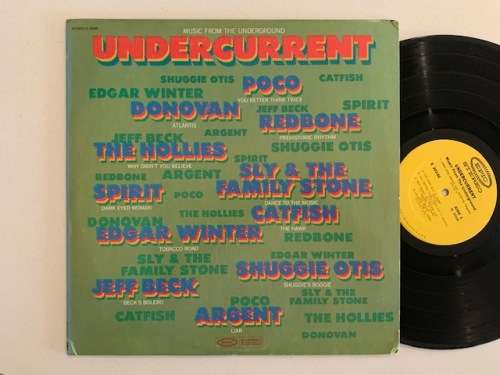 MUSIC FROM THE UNDERGROUND
UNDERCURRENT
SHUGGIE OTIS
POCO
CATFISH
YOU BETTER THINK TWICE
EDGAR WINTER
DONOVAN
JEFF BECK
SPIRIT
ATLANTIS
REDBONE
JEFF BECK
ARGENT
PREHISTORIC RHYTHM
THE HOLLIES
SHUGGIE OTIS
WHY DIDN'T YOU BELIEVE
SPIRIT
REDBONE
ARGENT
SLY & THE
FAMILY STONE
SPIRIT
POCO
DANCE TO THE MUSIC
DARK EYED WOMAN
THE HOLLIES
CATFISH
DONOVAN
THE HAWK
EDGAR WINTER
REDBONE
TOBACCO ROAD
EDGAR WINTER
SLY & THE
FAMILY STONE
SHUGGIE OTIS
SHUGGIE'S BOOGIE
JEFF BECK
SLY & THE
FAMILY STONE
BECK'S BOLERO
POCO
CATFISH
ARGENT
THE HOLLIES
LIAR
DONOVAN
EPIC
STEREO
UNDERCURRENT